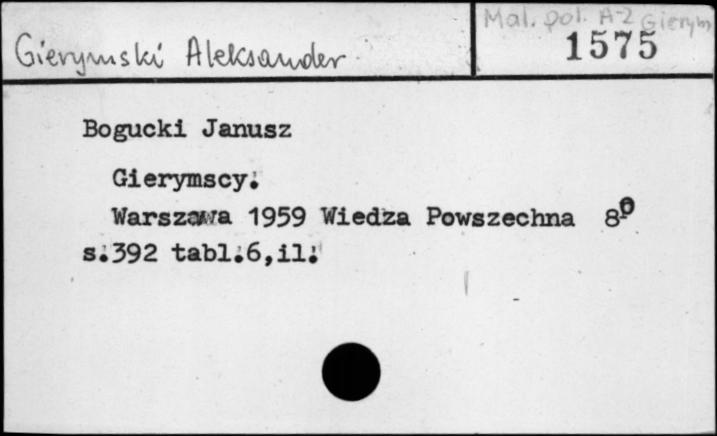 Gierymski Aleksander
Mal. pol. A-Z Gierym
1575
Bogucki Janusz
Gierymscy.
Warszawa 1959 Wiedza Powszechna 8°
s.392 tabl.6,il.